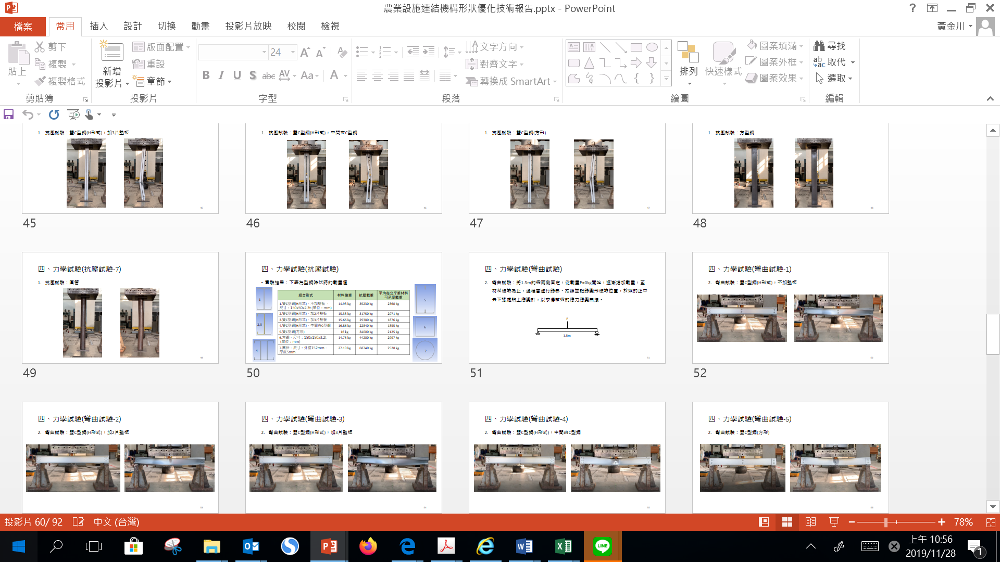 農業設施連結機構形狀優化技術報告.pptx - PowerPoint
?
檔案 常用 插入 設計 切換 動畫 投影片放映 校閱 檢視
黃金川
貼上
剪下
複製
複製格式
剪貼簿
新增
投影片
版面配置
重設
章節
投影片
24
B I U S abc AV Aa A
字型
文字方向
對齊文字
轉換成 SmartArt
段落
排列
快速樣式
圖案填滿
圖案外框
圖案效果
繪圖
尋找
取代
選取
編輯
1. 抗壓試驗:雙C型鋼(H形式),加3片墊板
45
1. 抗壓試驗:雙C型鋼(H形式),中間夾C型鋼
46
1. 抗壓試驗:雙C型鋼(方形)
47
1. 抗壓試驗:方型鋼
48
四、力學試驗(抗壓試驗-7)
1. 抗壓試驗:圓管
49
四、力學試驗(抗壓試驗)
• 實驗結果:下表為型鋼降伏時的載重值
組合形式 材料總重 抗壓載重 平均每公斤重材料可承受載重
1.雙C型鋼(H形式)、不加墊板、尺寸:150x50x2.3t (單位:mm) 14.93 kg 35230 kg 2360 kg
2.雙C型鋼(H形式)、加2片墊板 15.33 kg 31750 kg 2071 kg
3.雙C型鋼(H形式)、加3片墊板 15.66 kg 29380 kg 1876 kg
4.雙C型鋼(H形式)、中間夾C型鋼 16.86 kg 22840 kg 1355 kg
5.雙C型鋼(方形) 16 kg 34000 kg 2125 kg
6.方鋼、尺寸:150x150x3.2t (單位:mm) 14.75 kg 44200 kg 2997 kg
7.圓管、尺寸:外徑152mm、厚度5mm 27.19 kg 68740 kg 2528 kg
1
2,3
4
5
6
7
50
四、力學試驗(彎曲試驗)
2. 彎曲試驗:將1.5m的梁兩側固定,從載重P=0kg開始,逐漸增加載重,至
材料破壞為止,過程會進行錄影、拍照並記錄變形破壞位置,於梁的正中
央下緣處貼上應變計,以求得該梁的應力應變曲線。
P
1.5m
51
四、力學試驗(彎曲試驗-1)
2. 彎曲試驗:雙C型鋼(H形式),不加墊板
52
四、力學試驗(彎曲試驗-2)
2. 彎曲試驗:雙C型鋼(H形式),加2片墊板
四、力學試驗(彎曲試驗-3)
2. 彎曲試驗:雙C型鋼(H形式),加3片墊板
四、力學試驗(彎曲試驗-4)
2. 彎曲試驗:雙C型鋼(H形式),中間夾C型鋼
四、力學試驗(彎曲試驗-5)
2. 彎曲試驗:雙C型鋼(方形)
投影片 60/ 92 中文 (台灣)
78%
LINE
上午 10:56
2019/11/28
1